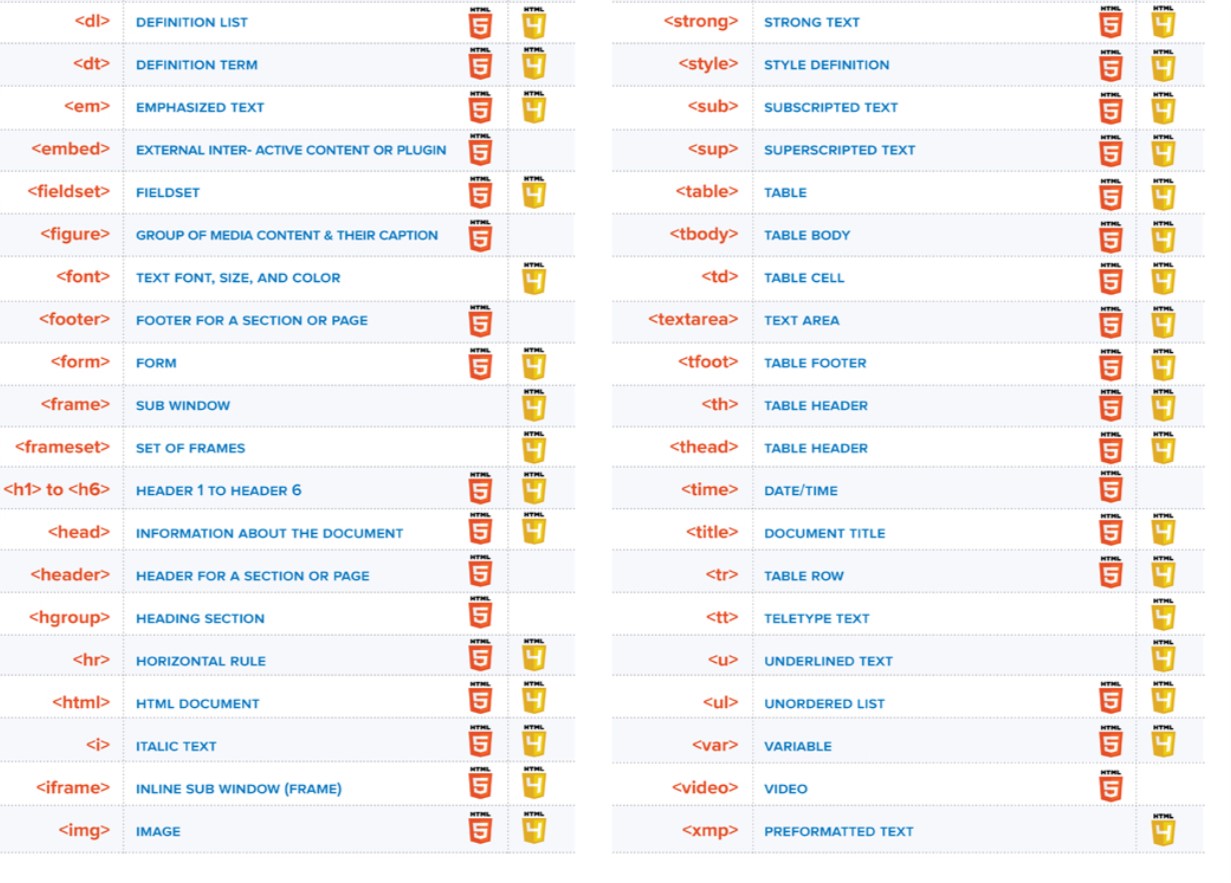 <dl> DEFINITION LIST HTML 5 HTML 4
<dt> DEFINITION TERM HTML 5 HTML 4
<em> EMPHASIZED TEXT HTML 5 HTML 4
<embed> EXTERNAL INTER- ACTIVE CONTENT OR PLUGIN HTML 5
<fieldset> FIELDSET HTML 5 HTML 4
<figure> GROUP OF MEDIA CONTENT & THEIR CAPTION HTML 5
<font> TEXT FONT, SIZE, AND COLOR HTML 4
<footer> FOOTER FOR A SECTION OR PAGE HTML 5
<form> FORM HTML 5 HTML 4
<frame> SUB WINDOW HTML 4
<frameset> SET OF FRAMES HTML 4
<h1> to <h6> HEADER 1 TO HEADER 6 HTML 5 HTML 4
<head> INFORMATION ABOUT THE DOCUMENT HTML 5 HTML 4
<header> HEADER FOR A SECTION OR PAGE HTML 5
<hgroup> HEADING SECTION HTML 5
<hr> HORIZONTAL RULE HTML 5 HTML 4
<html> HTML DOCUMENT HTML 5 HTML 4
<i> ITALIC TEXT HTML 5 HTML 4
<iframe> INLINE SUB WINDOW (FRAME) HTML 5 HTML 4
<img> IMAGE HTML 5 HTML 4
<strong> STRONG TEXT HTML 5 HTML 4
<style> STYLE DEFINITION HTML 5 HTML 4
<sub> SUBSCRIPTED TEXT HTML 5 HTML 4
<sup> SUPERSCRIPTED TEXT HTML 5 HTML 4
<table> TABLE HTML 5 HTML 4
<tbody> TABLE BODY HTML 5 HTML 4
<td> TABLE CELL HTML 5 HTML 4
<textarea> TEXT AREA HTML 5 HTML 4
<tfoot> TABLE FOOTER HTML 5 HTML 4
<th> TABLE HEADER HTML 5 HTML 4
<thead> TABLE HEADER HTML 5 HTML 4
<time> DATE/TIME HTML 5
<title> DOCUMENT TITLE HTML 5 HTML 4
<tr> TABLE ROW HTML 5 HTML 4
<tt> TELETYPE TEXT HTML 4
<u> UNDERLINED TEXT HTML 4
<ul> UNORDERED LIST HTML 5 HTML 4
<var> VARIABLE HTML 5 HTML 4
<video> VIDEO HTML 5
<xmp> PREFORMATTED TEXT HTML 4